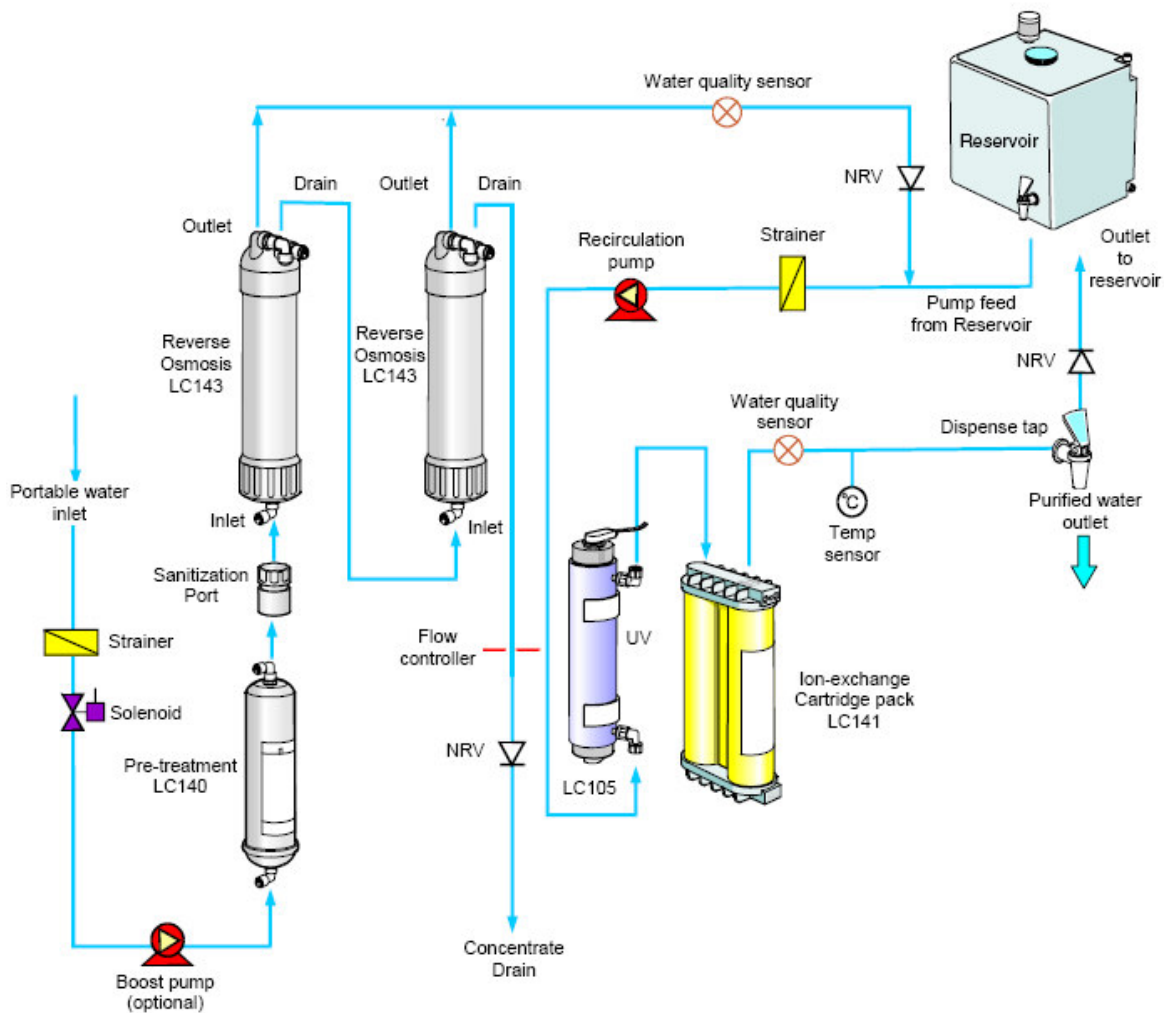 Water quality sensor
Reservoir
Drain
Outlet
Drain
NRV
Outlet
Recirculation
pump
Strainer
Outlet
to
reservoir
Pump feed
from Reservoir
Reverse
Osmosis
LC143
Reverse
Osmosis
LC143
NRV
Water quality
sensor
Dispense tap
Portable water
inlet
Inlet
Inlet
°C
Temp
sensor
Purified water
outlet
Sanitization
Port
Strainer
Flow
controller
UV
Solenoid
Ion-exchange
Cartridge pack
LC141
Pre-treatment
LC140
NRV
LC105
Concentrate
Drain
Boost pump
(optional)